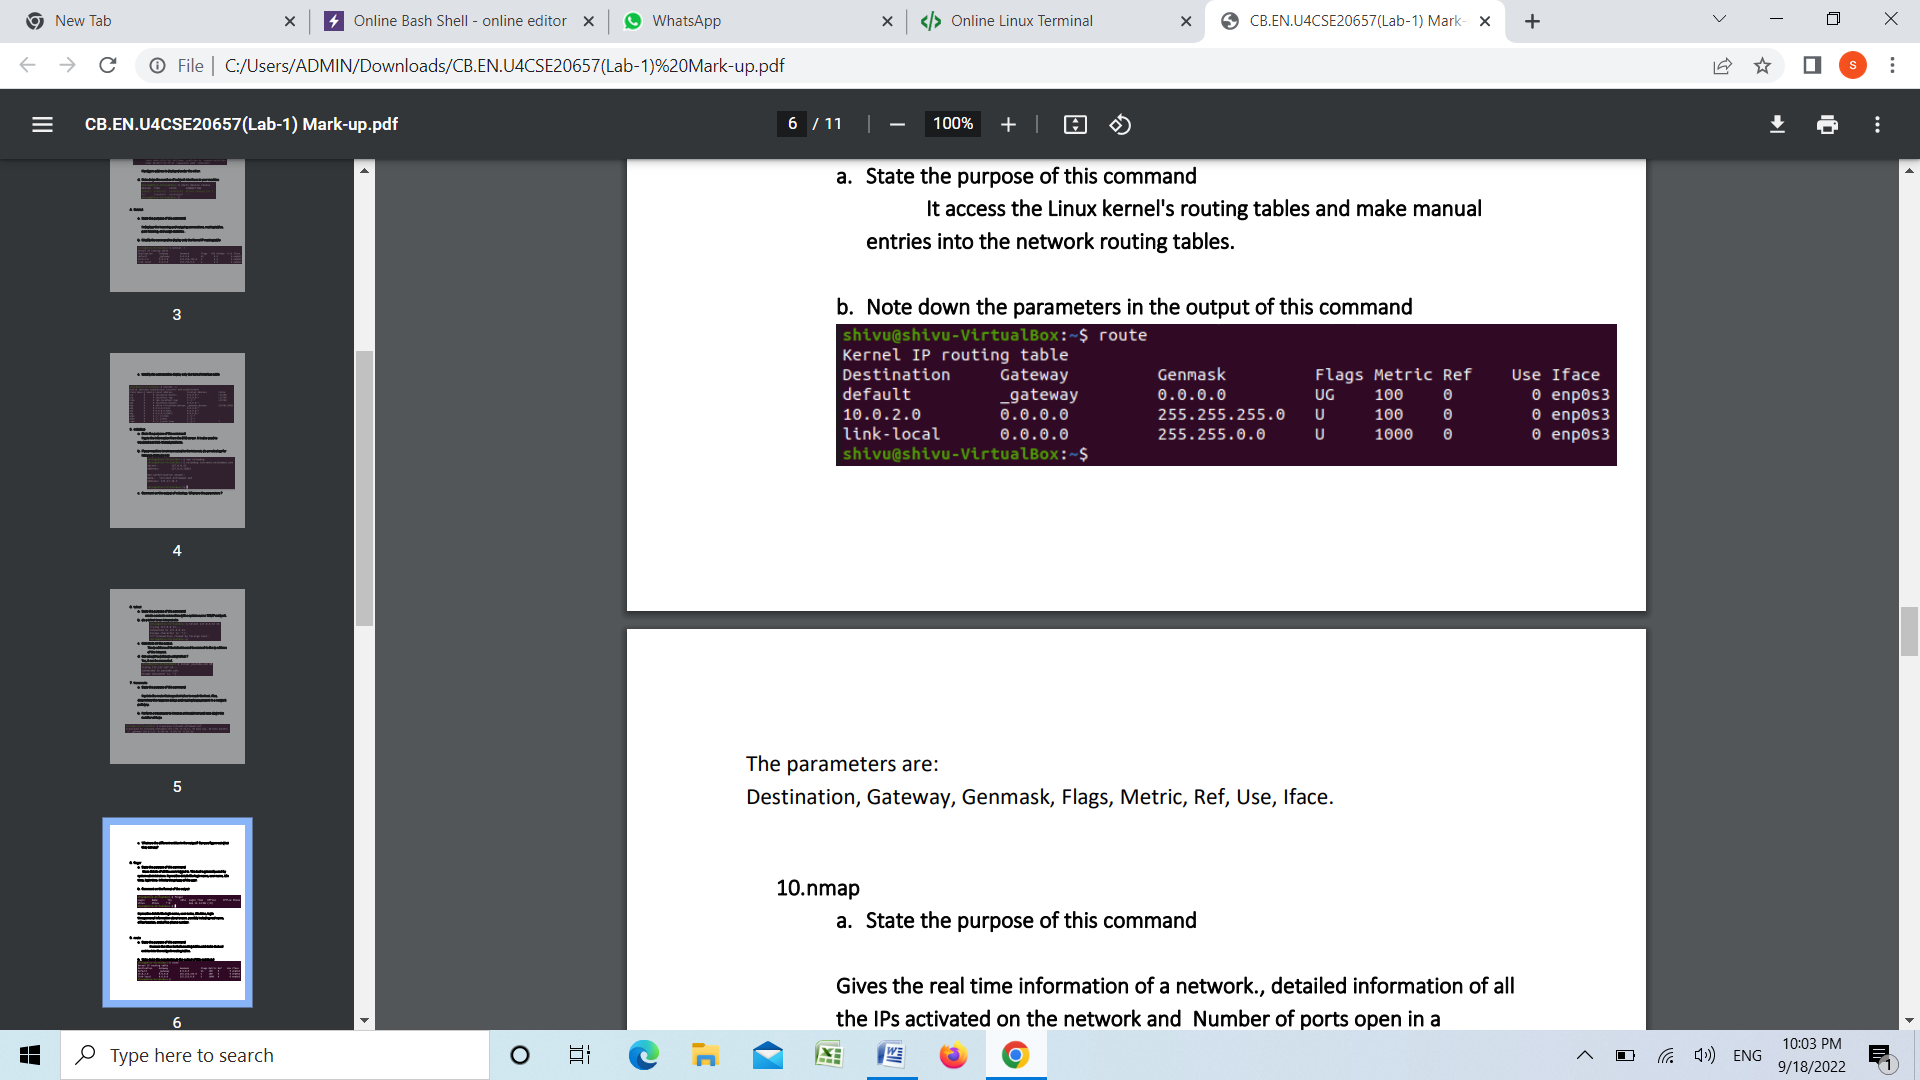 New Tab
Online Bash Shell - online editor
WhatsApp
Online Linux Terminal
CB.EN.U4CSE20657(Lab-1) Mark-
File | C:/Users/ADMIN/Downloads/CB.EN.U4CSE20657(Lab-1)%20Mark-up.pdf
s
CB.EN.U4CSE20657(Lab-1) Mark-up.pdf
6 / 11
100%
3
4
5
6
a. State the purpose of this command
It access the Linux kernel's routing tables and make manual
entries into the network routing tables.
b. Note down the parameters in the output of this command
shivu@shivu-VirtualBox:~$ route
Kernel IP routing table
Destination Gateway Genmask Flags Metric Ref Use Iface
default _gateway 0.0.0.0 UG 100 0 0 enp0s3
10.0.2.0 0.0.0.0 255.255.255.0 U 100 0 0 enp0s3
link-local 0.0.0.0 255.255.0.0 U 1000 0 0 enp0s3
shivu@shivu-VirtualBox:~$
The parameters are:
Destination, Gateway, Genmask, Flags, Metric, Ref, Use, Iface.
10.nmap
a. State the purpose of this command
Gives the real time information of a network., detailed information of all
the IPs activated on the network and Number of ports open in a
Type here to search
ENG
10:03 PM
9/18/2022
1